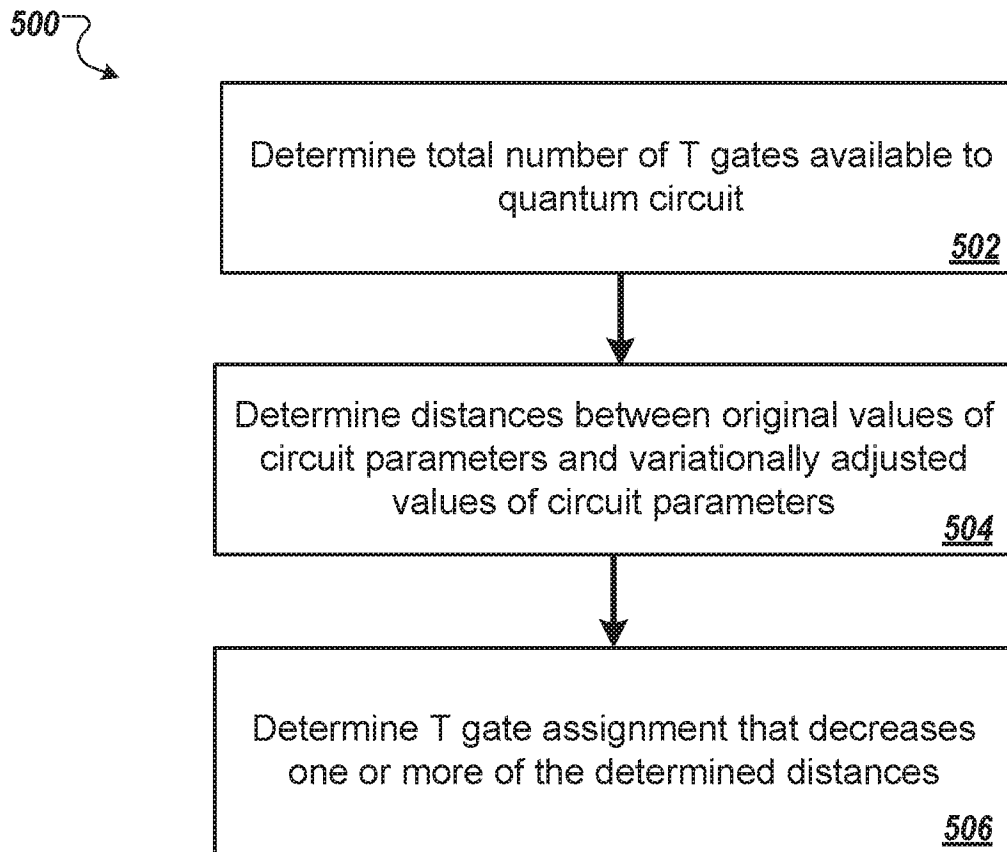 500
Determine total number of T gates available to
quantum circuit
502
Determine distances between original values of
circuit parameters and variationally adjusted
values of circuit parameters
504
Determine T gate assignment that decreases
one or more of the determined distances
506